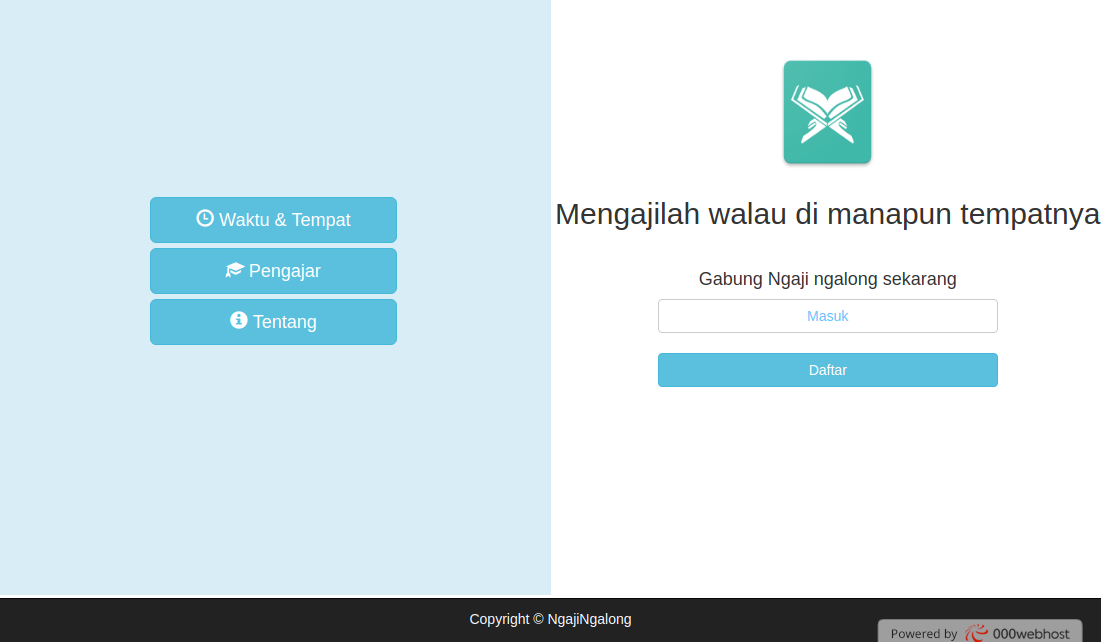 Waktu & Tempat
Pengajar
Tentang
Mengajilah walau di manapun tempatnya
Gabung Ngaji ngalong sekarang
Masuk
Daftar
Copyright © NgajiNgalong
Powered by 000webhost